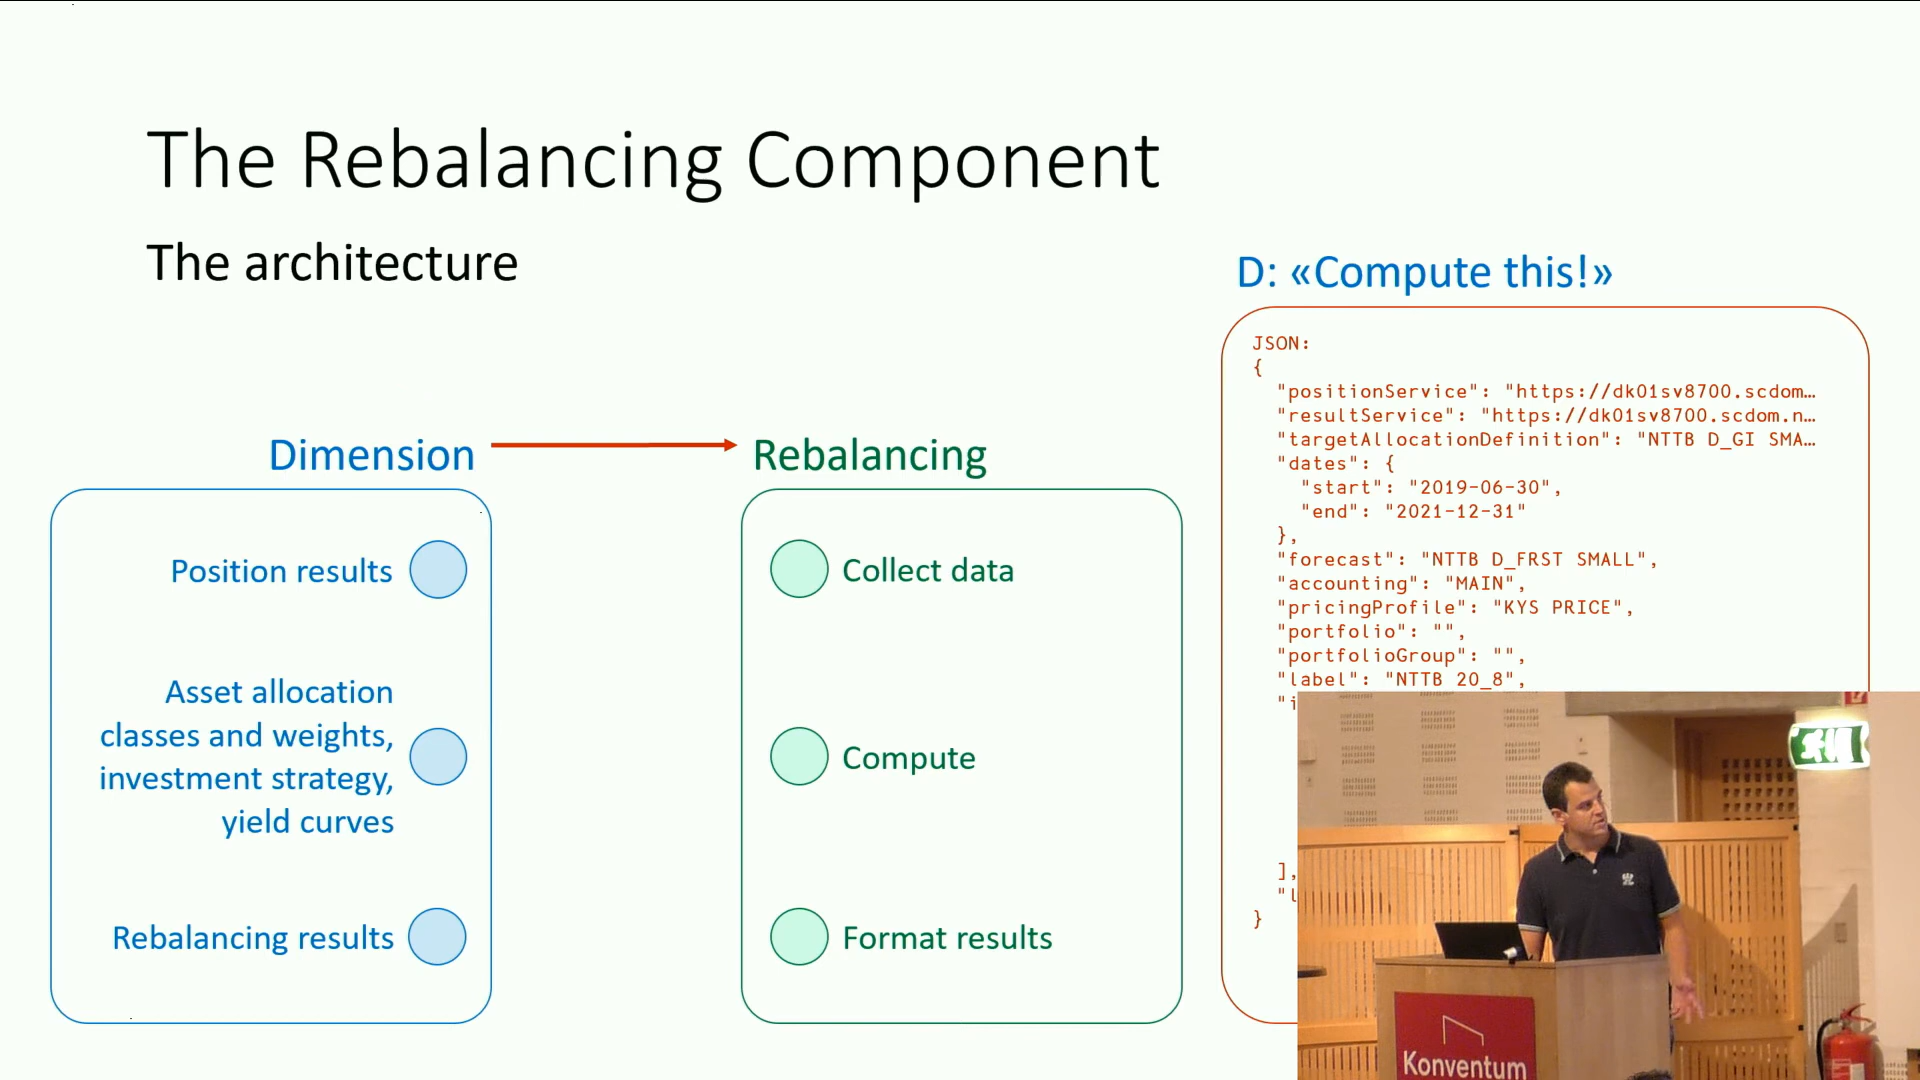 The Rebalancing Component
The architecture
Dimension
Position results
Asset allocation
classes and weights,
investment strategy,
yield curves
Rebalancing results
Rebalancing
Collect data
Compute
Format results
D: «Compute this!»
JSON:
{
"positionService": "https://dk01sv8700.scdom…
"resultService": "https://dk01sv8700.scdom.n…
"targetAllocationDefinition": "NTTB D_GI SMA…
"dates": {
"start": "2019-06-30",
"end": "2021-12-31"
},
"forecast": "NTTB D_FRST SMALL",
"accounting": "MAIN",
"pricingProfile": "KYS PRICE",
"portfolio": "",
"portfolioGroup": "",
"label": "NTTB 20_8",
"i
],
"l
}
Konventum